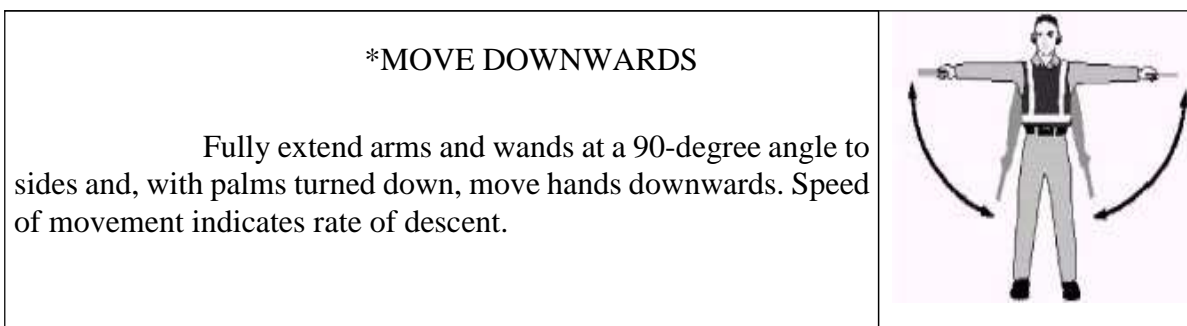 *MOVE DOWNWARDS
Fully extend arms and wands at a 90-degree angle to
sides and, with palms turned down, move hands downwards. Speed
of movement indicates rate of descent.